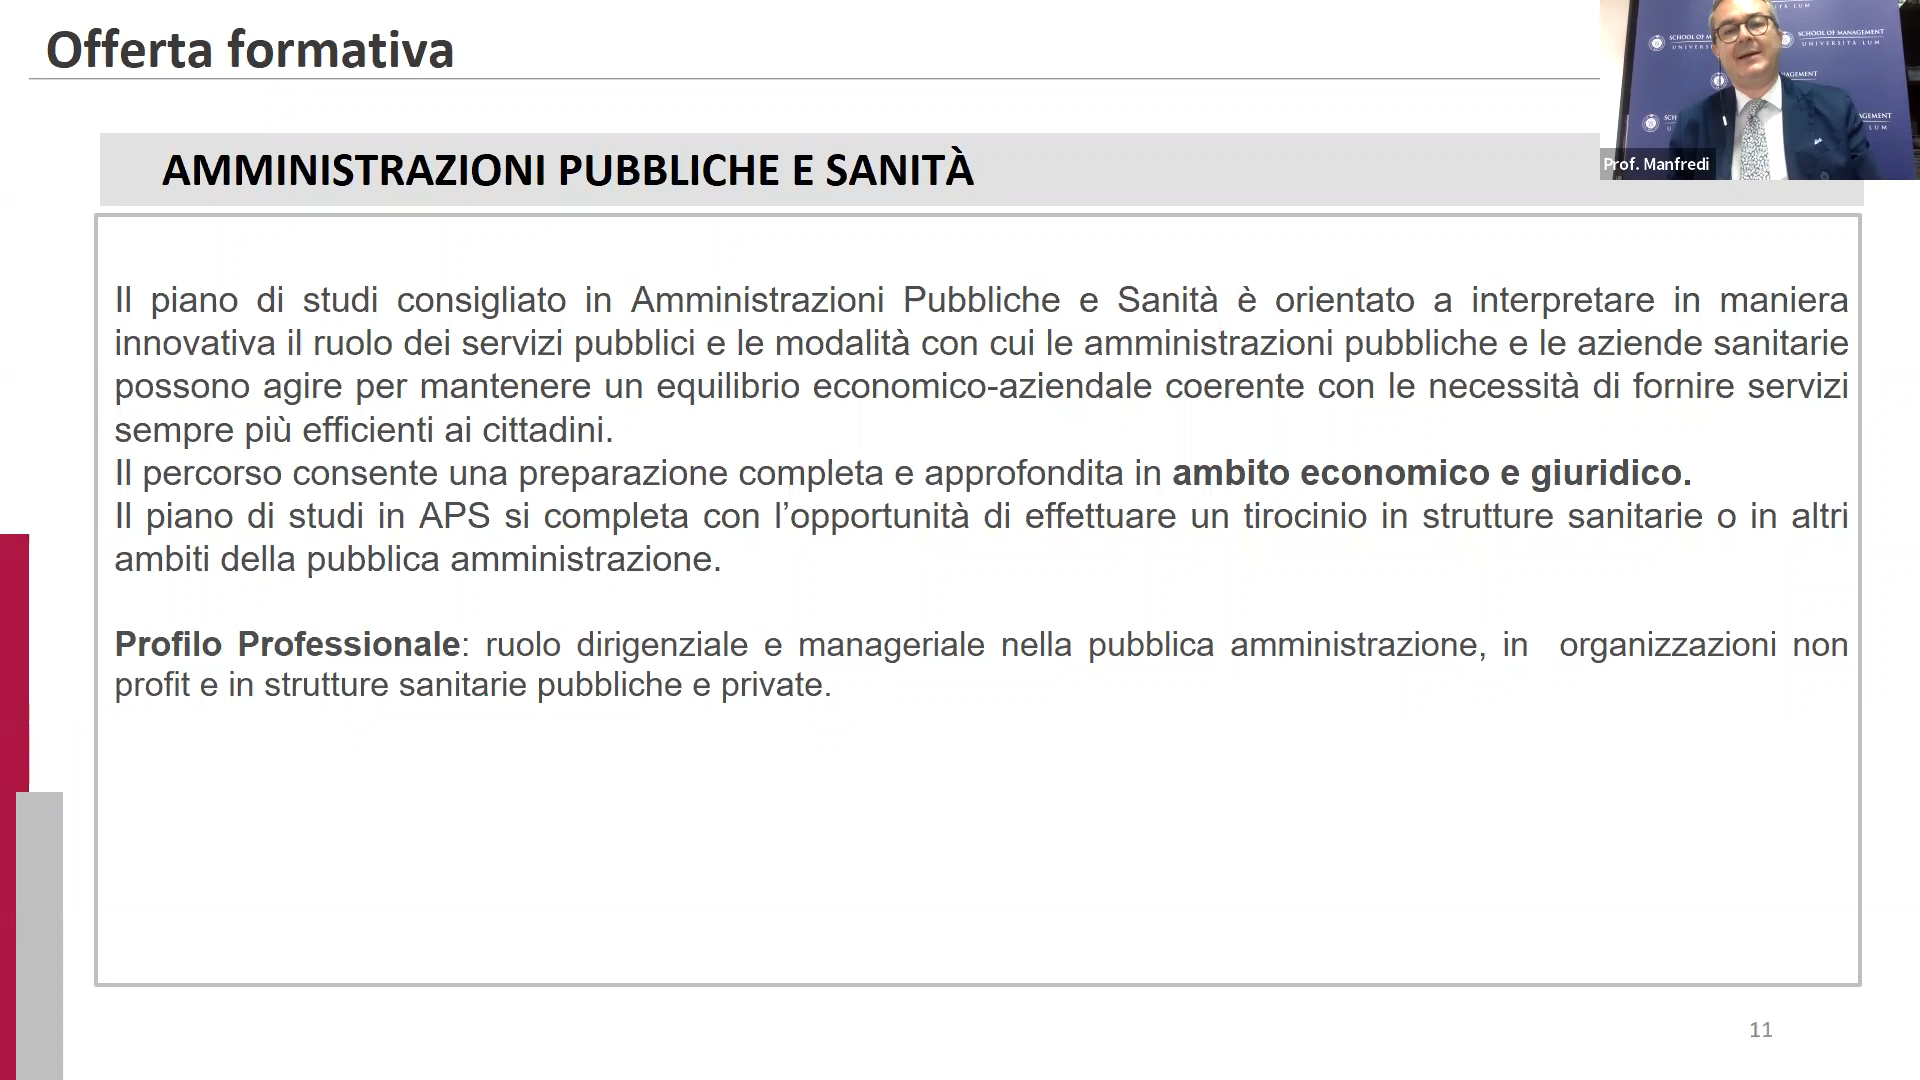 Offerta formativa
AMMINISTRAZIONI PUBBLICHE E SANITÀ
Il piano di studi consigliato in Amministrazioni Pubbliche e Sanità è orientato a interpretare in maniera
innovativa il ruolo dei servizi pubblici e le modalità con cui le amministrazioni pubbliche e le aziende sanitarie
possono agire per mantenere un equilibrio economico-aziendale coerente con le necessità di fornire servizi
sempre più efficienti ai cittadini.
Il percorso consente una preparazione completa e approfondita in ambito economico e giuridico.
Il piano di studi in APS si completa con l’opportunità di effettuare un tirocinio in strutture sanitarie o in altri
ambiti della pubblica amministrazione.
Profilo Professionale: ruolo dirigenziale e manageriale nella pubblica amministrazione, in organizzazioni non
profit e in strutture sanitarie pubbliche e private.
11
SCHOOL OF MANAGEMENT
UNIVERSITÀ LUM
Prof. Manfredi